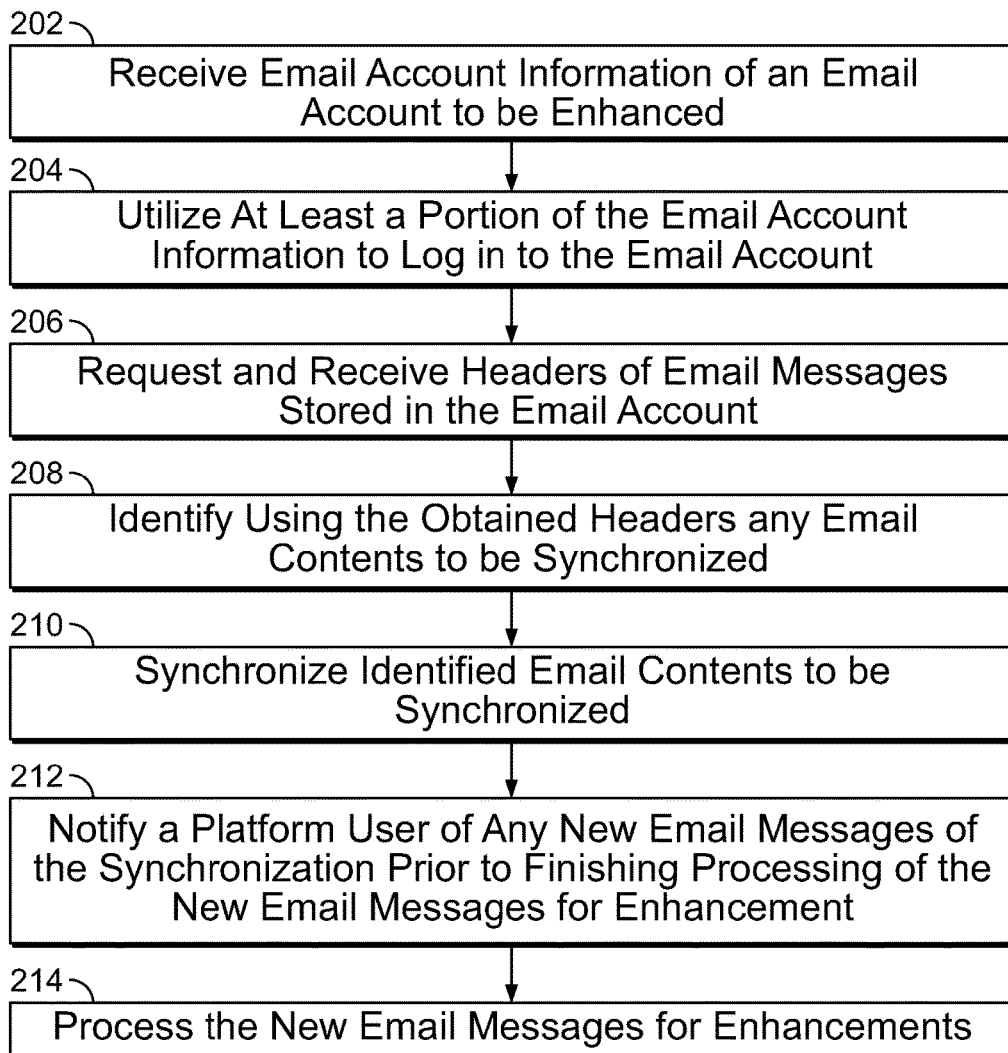 202
Receive Email Account Information of an Email
Account to be Enhanced
204
Utilize At Least a Portion of the Email Account
Information to Log in to the Email Account
206
Request and Receive Headers of Email Messages
Stored in the Email Account
208
Identify Using the Obtained Headers any Email
Contents to be Synchronized
210
Synchronize Identified Email Contents to be
Synchronized
212
Notify a Platform User of Any New Email Messages of
the Synchronization Prior to Finishing Processing of the
New Email Messages for Enhancement
214
Process the New Email Messages for Enhancements